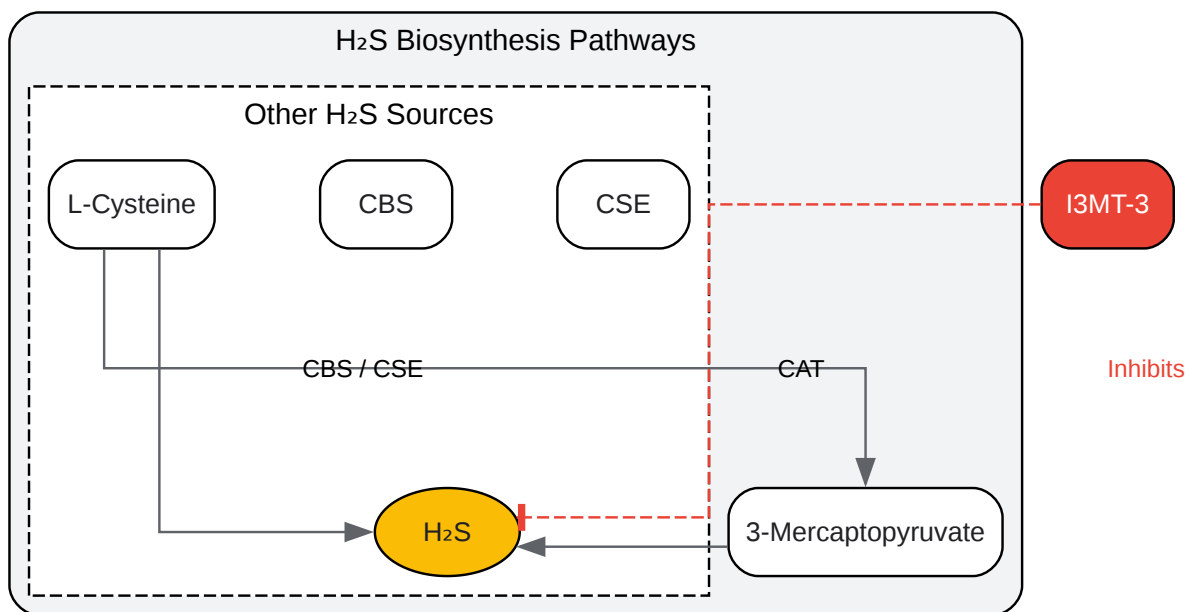 H₂S Biosynthesis Pathways
Other H₂S Sources
L-Cysteine
CBS
CSE
I3MT-3
CBS / CSE
CAT
Inhibits
H₂S
3-Mercaptopyruvate